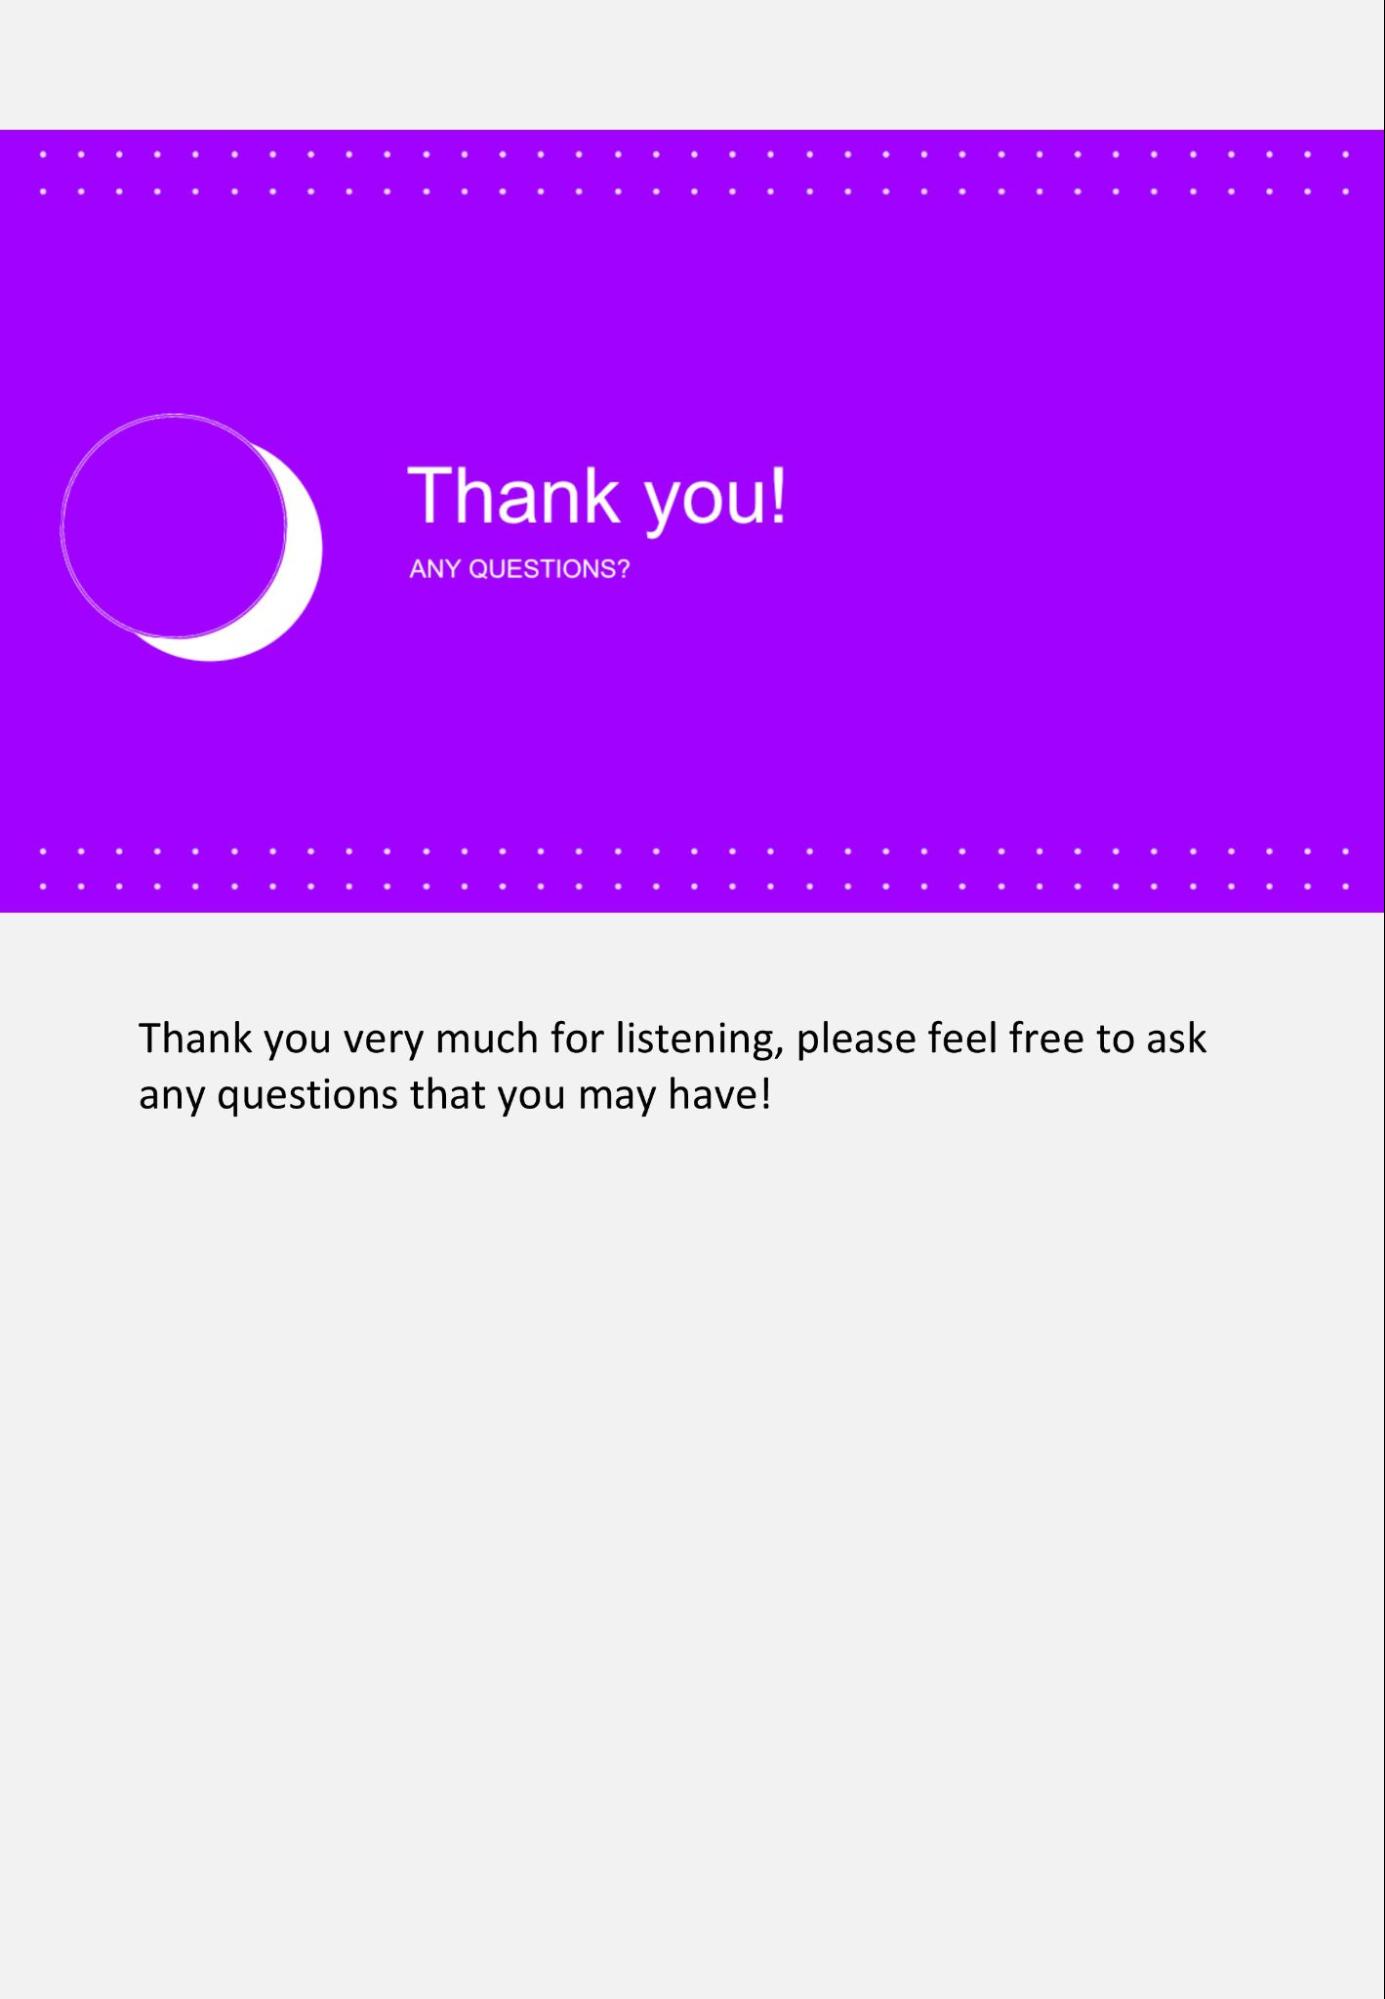 Thank you!
ANY QUESTIONS?
Thank you very much for listening, please feel free to ask
any questions that you may have!